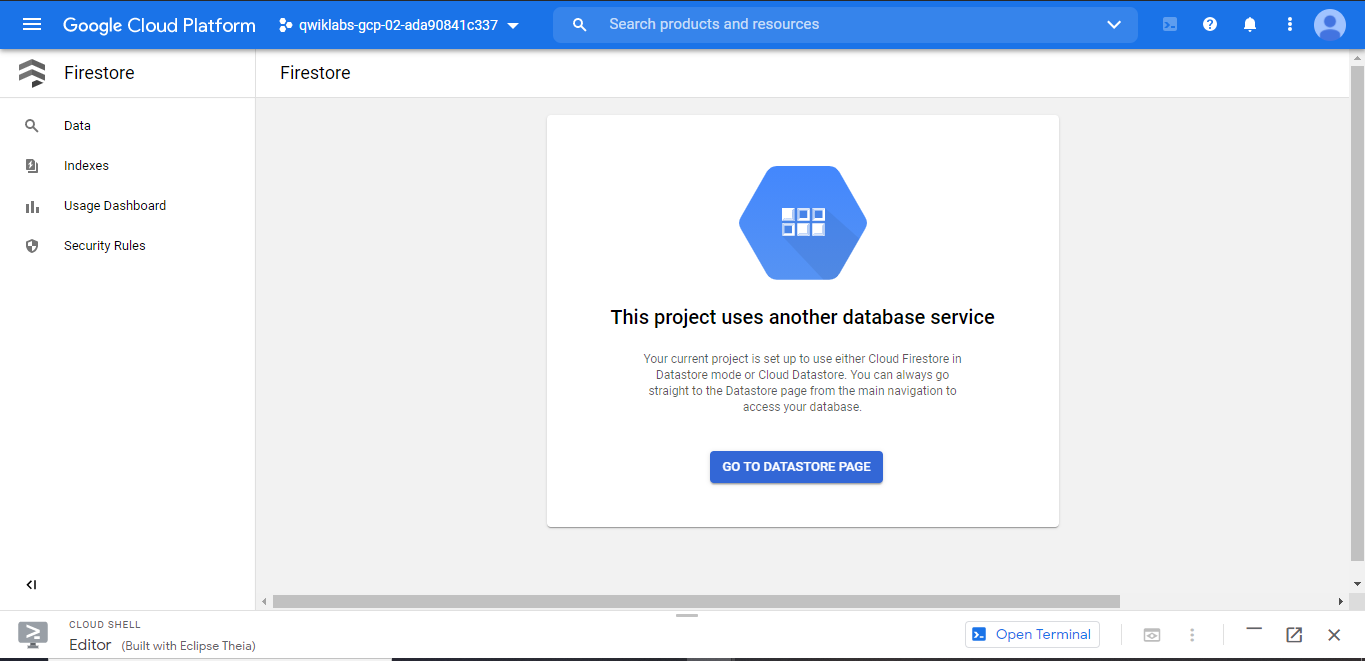 Google Cloud Platform
qwiklabs-gcp-02-ada90841c337
Search products and resources
Firestore
Firestore
Data
Indexes
Usage Dashboard
Security Rules
This project uses another database service
Your current project is set up to use either Cloud Firestore in
Datastore mode or Cloud Datastore. You can always go
straight to the Datastore page from the main navigation to
access your database.
GO TO DATASTORE PAGE
CLOUD SHELL
Editor (Built with Eclipse Theia)
Open Terminal